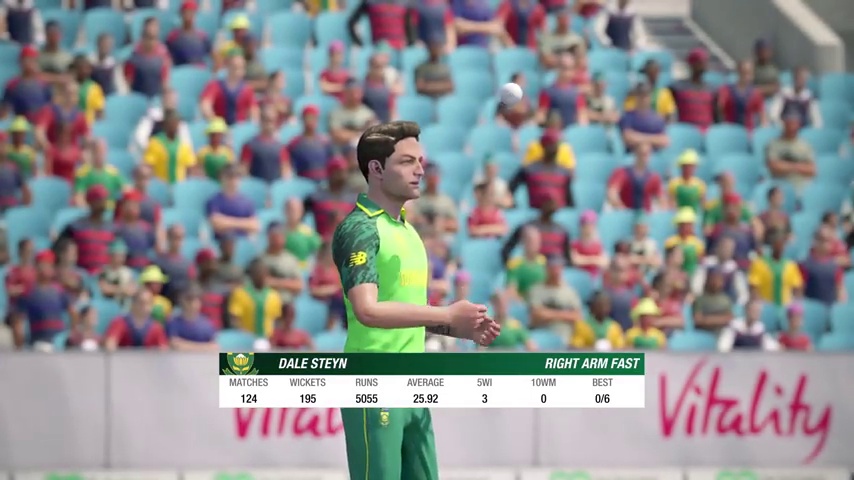 DALE STEYN RIGHT ARM FAST
MATCHES WICKETS RUNS AVERAGE 5WI 10WM BEST
124 195 5055 25.92 3 0 0/6
Vitality